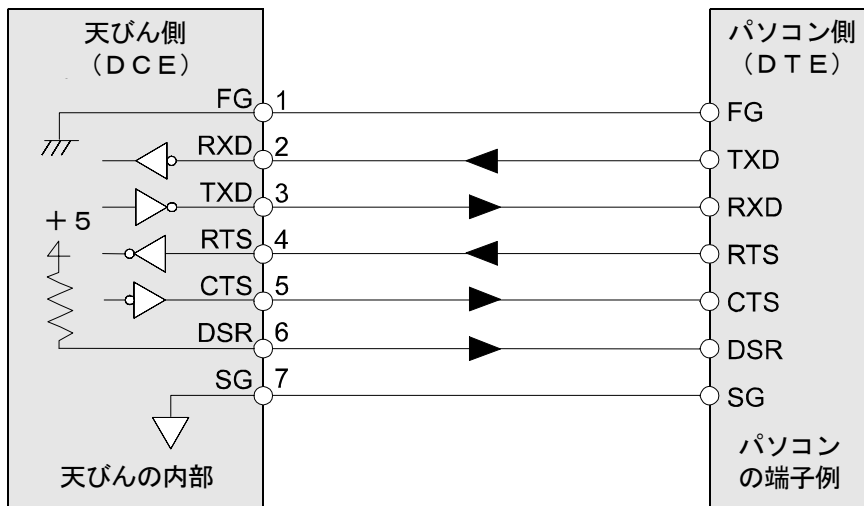 天びん側
(DCE)
パソコン側
(DTE)
FG 1
FG
RXD 2
TXD
TXD 3
RXD
+5
RTS 4
RTS
CTS 5
CTS
DSR 6
DSR
SG 7
SG
天びんの内部
パソコン
の端子例